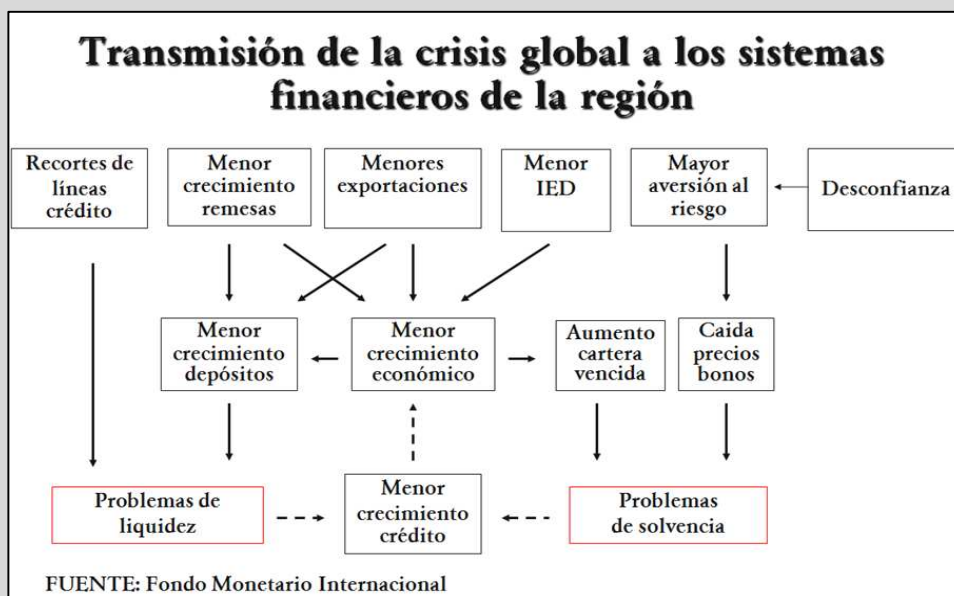 Transmisión de la crisis global a los sistemas
financieros de la región
Recortes de
líneas
crédito
Menor
crecimiento
remesas
Menores
exportaciones
Menor
IED
Mayor
aversión al
riesgo
Desconfianza
Menor
crecimiento
depósitos
Menor
crecimiento
económico
Aumento
cartera
vencida
Caida
precios
bonos
Problemas de
liquidez
Menor
crecimiento
crédito
Problemas
de solvencia
FUENTE: Fondo Monetario Internacional